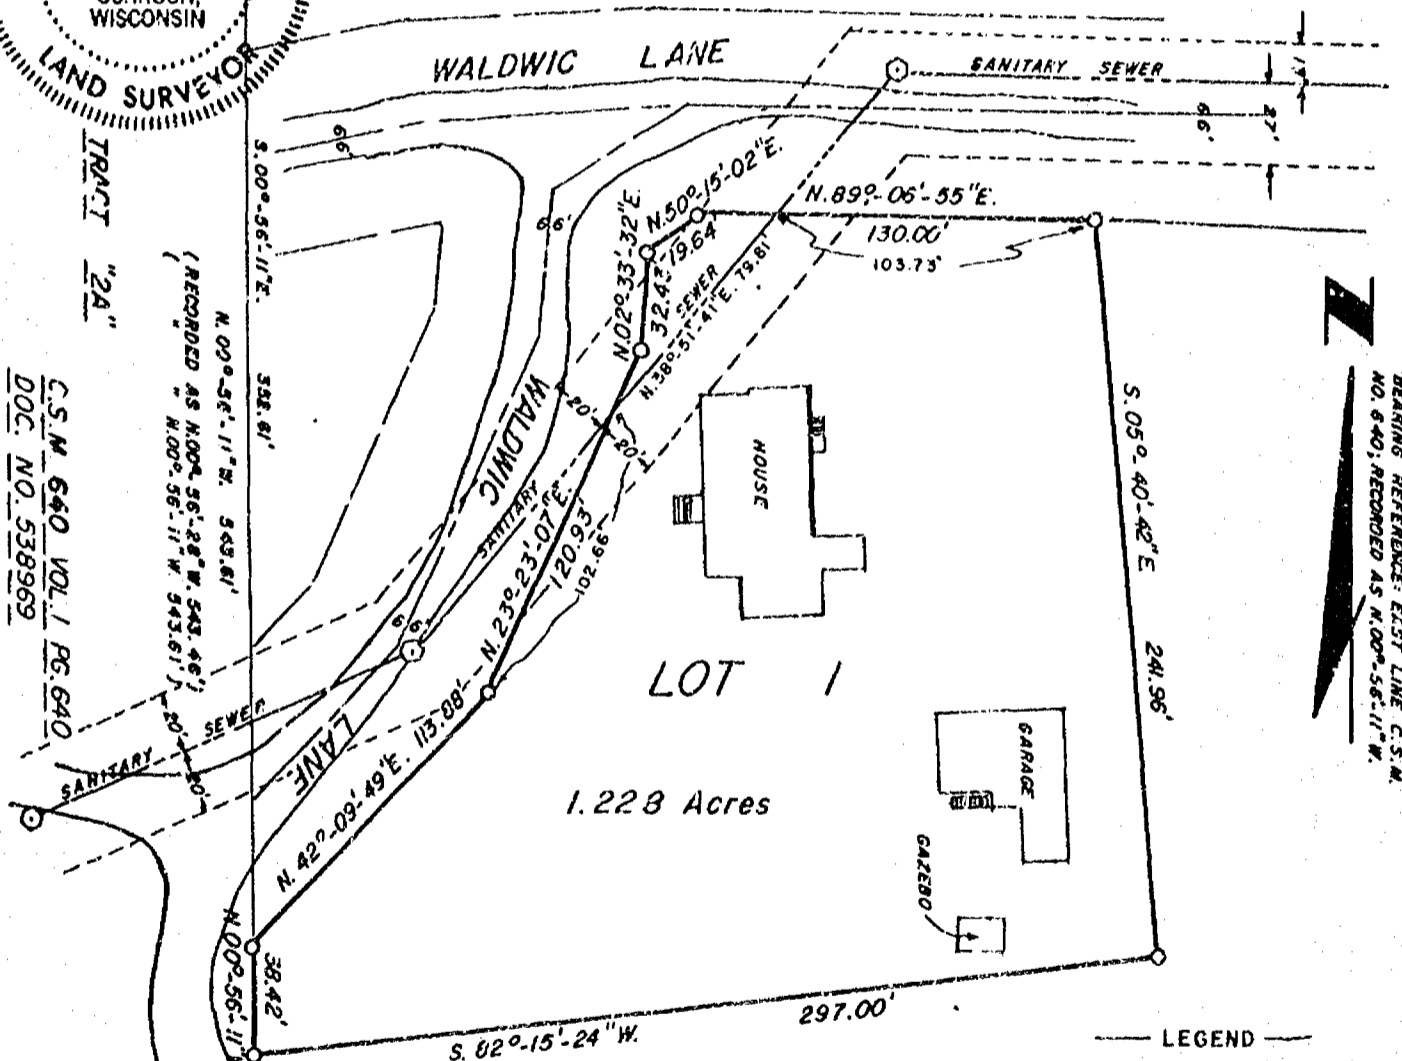 WISCONSIN
LAND SURVEYOR
WALDWIC LANE
SANITARY SEWER
66'
27'
66'
66'
TRACT "2A"
S.00°-56'-11"E. 558.61'
N.00°-56'-11"W. 543.61'
(RECORDED AS N.00°-56'-28"W. 543.46')
( " " N.00°-56'-11"W. 543.61')
C.S.M 640 VOL. 1 PG. 640
DOC. NO. 538969
N.89°-06'-55"E.
130.00'
103.73'
N.50°-15'-02"E.
19.64'
N.02°-33'-32"E.
32.43'
SEWER
N.38°-51'-41"E. 79.81'
20'
20'
WALDWIC
SANITARY
N. 23°-23'-07"E.
120.93'
102.66'
HOUSE
S.05°-40'-42"E 241.96'
BEARING REFERENCE: EAST LINE C.S.M.
NO. 640, RECORDED AS N.00°-56'-11"W.
LOT 1
1.228 Acres
GARAGE
GAZEBO
LANE
N. 42°-09'-49"E. 113.08'
SANITARY SEWER
20'
20'
38.42'
N.00°-56'-11"
S. 82°-15'-24"W.
297.00'
LEGEND